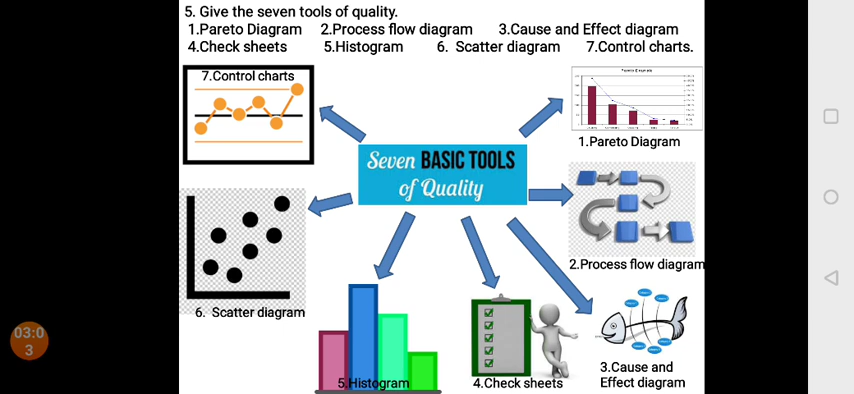 5. Give the seven tools of quality.
1.Pareto Diagram 2.Process flow diagram 3.Cause and Effect diagram
4.Check sheets 5.Histogram 6. Scatter diagram 7.Control charts.
7.Control charts
Seven BASIC TOOLS
of Quality
1.Pareto Diagram
2.Process flow diagram
6. Scatter diagram
5.Histogram
4.Check sheets
3.Cause and
Effect diagram
03:0
3